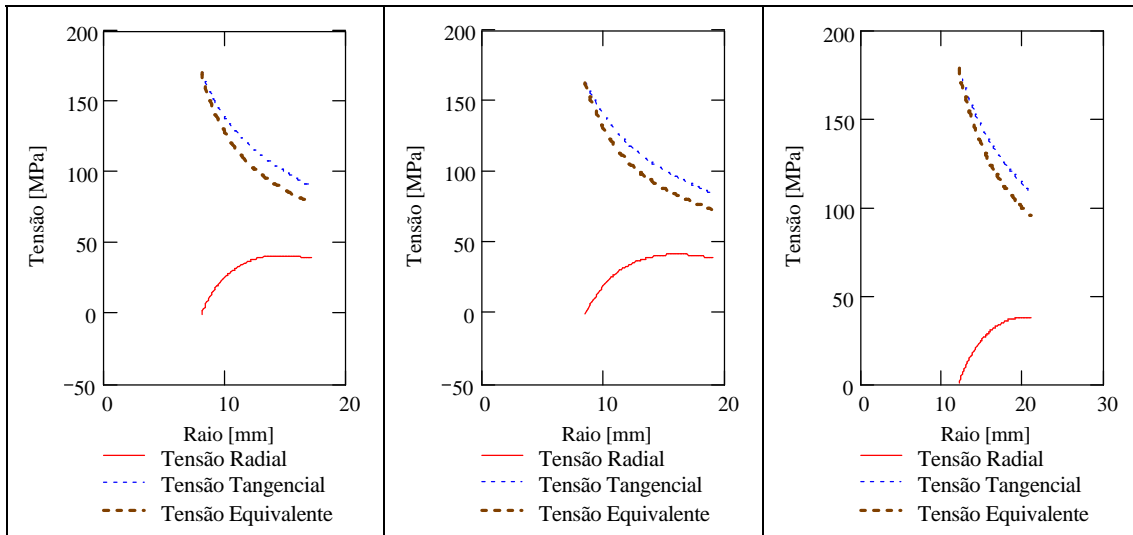 200
150
100
50
0
−50
0 10 20
Tensão [MPa]
Raio [mm]
Tensão Radial
Tensão Tangencial
Tensão Equivalente
200
150
100
50
0
−50
0 10 20
Tensão [MPa]
Raio [mm]
Tensão Radial
Tensão Tangencial
Tensão Equivalente
200
150
100
50
0
0 10 20 30
Tensão [MPa]
Raio [mm]
Tensão Radial
Tensão Tangencial
Tensão Equivalente